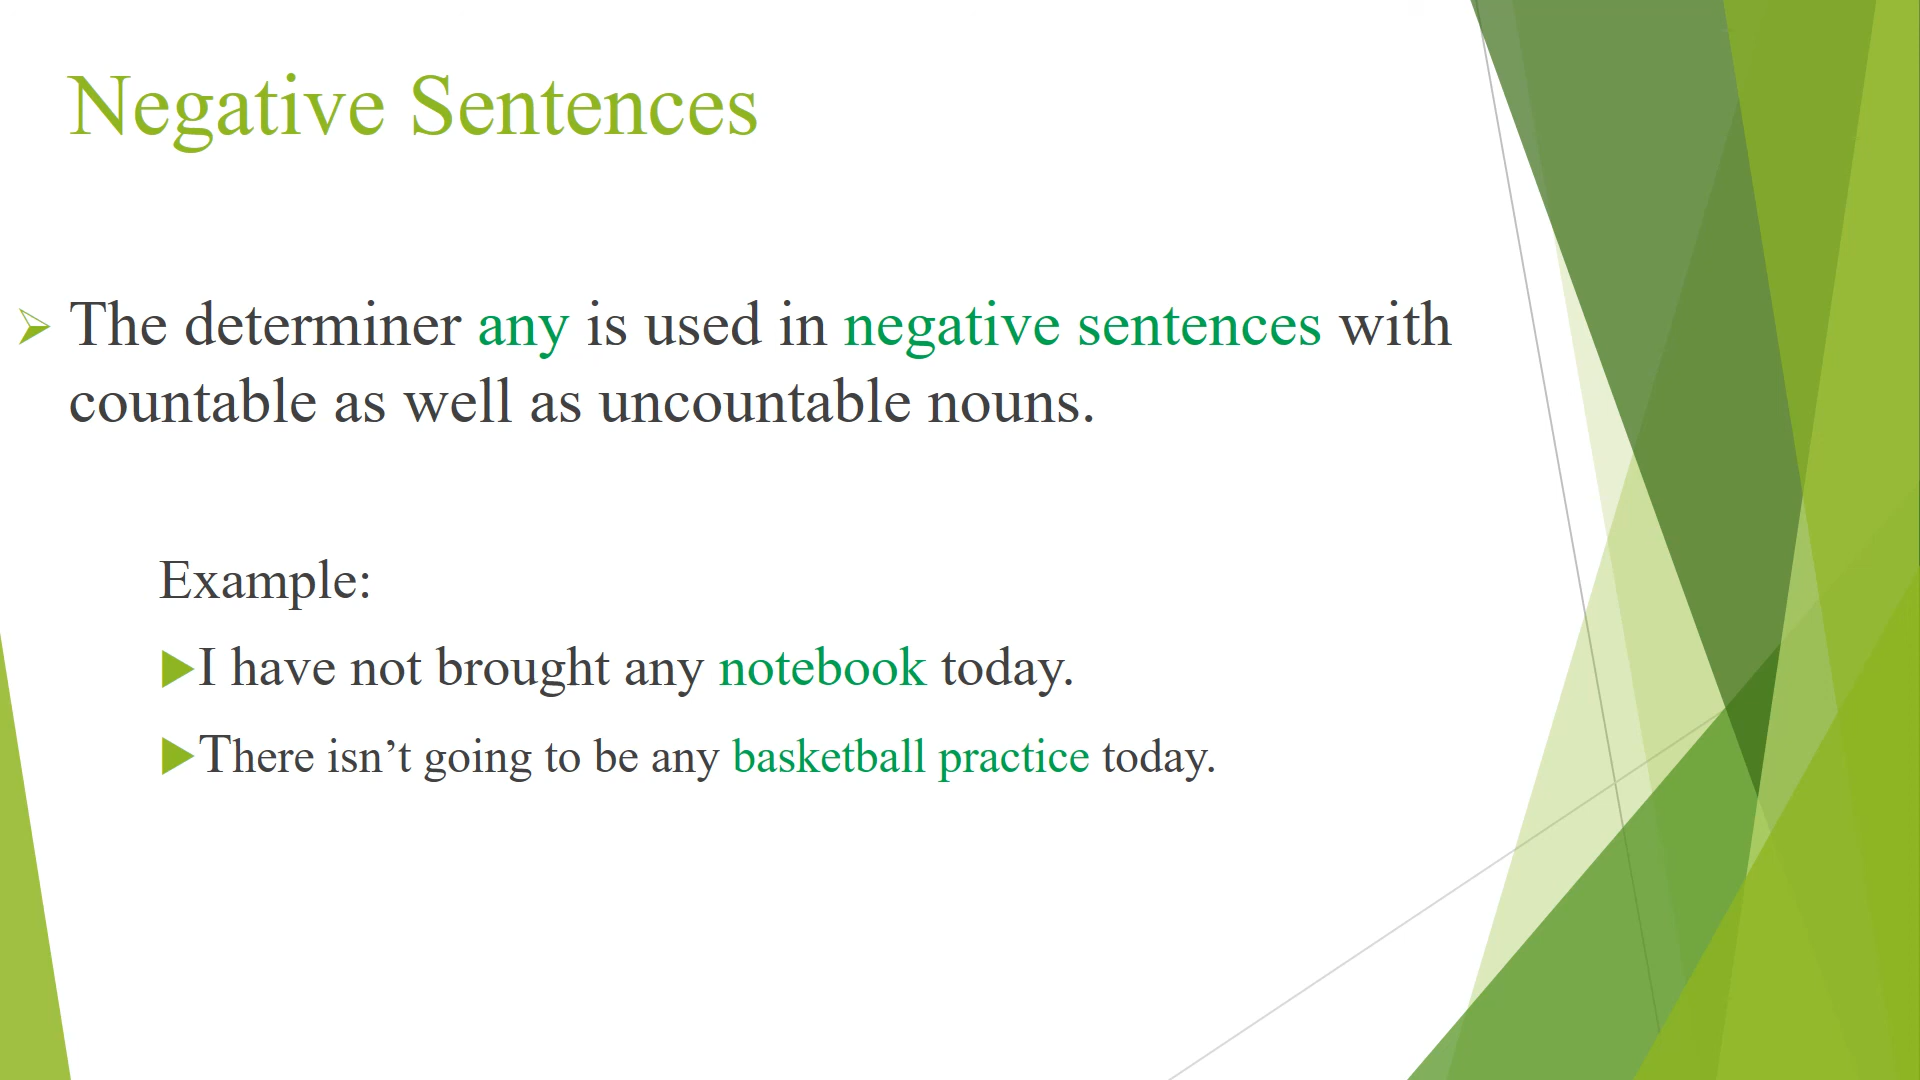 Negative Sentences
The determiner any is used in negative sentences with
countable as well as uncountable nouns.
Example:
I have not brought any notebook today.
There isn’t going to be any basketball practice today.